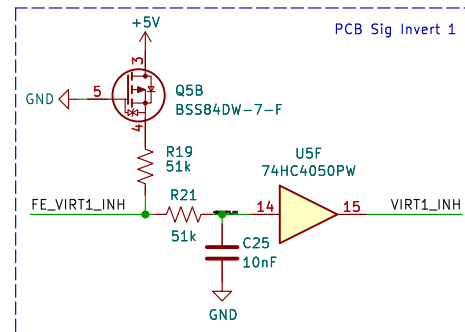 +5V
PCB Sig Invert 1
3
Q5B
GND
5
BSS84DW-7-F
4
R19
51k
U5F
74HC4050PW
FE_VIRT1_INH
R21
14
15
VIRT1_INH
51k
C25
10nF
GND